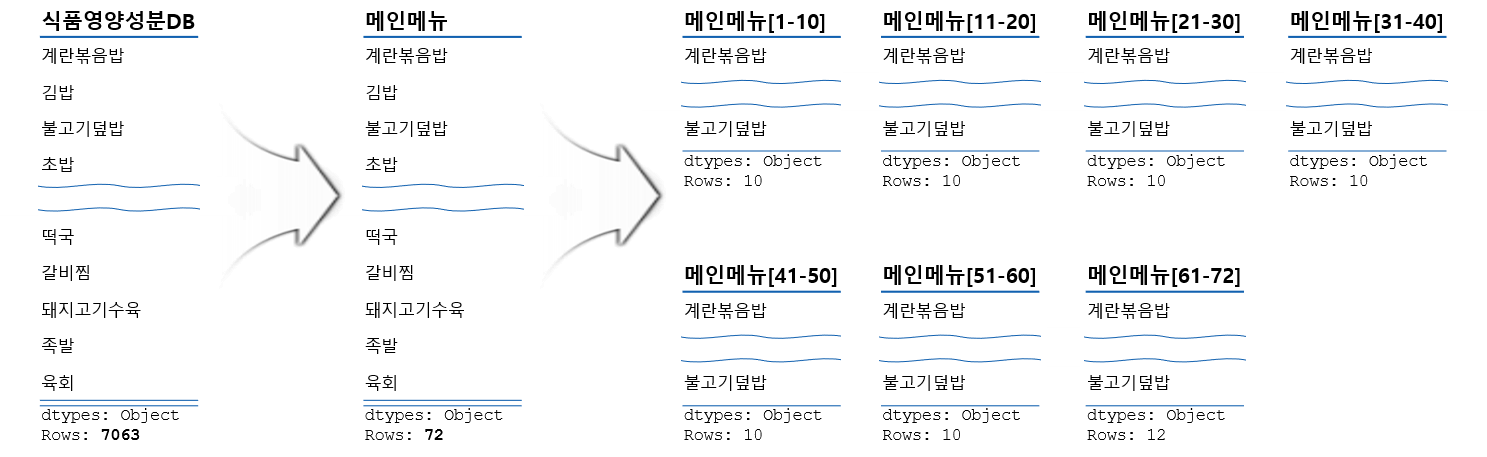 식품영양성분DB
계란볶음밥
김밥
불고기덮밥
초밥
떡국
갈비찜
돼지고기수육
족발
육회
dtypes: Object
Rows: 7063
메인메뉴
계란볶음밥
김밥
불고기덮밥
초밥
떡국
갈비찜
돼지고기수육
족발
육회
dtypes: Object
Rows: 72
메인메뉴[1-10]
계란볶음밥
불고기덮밥
dtypes: Object
Rows: 10
메인메뉴[11-20]
계란볶음밥
불고기덮밥
dtypes: Object
Rows: 10
메인메뉴[21-30]
계란볶음밥
불고기덮밥
dtypes: Object
Rows: 10
메인메뉴[31-40]
계란볶음밥
불고기덮밥
dtypes: Object
Rows: 10
메인메뉴[41-50]
계란볶음밥
불고기덮밥
dtypes: Object
Rows: 10
메인메뉴[51-60]
계란볶음밥
불고기덮밥
dtypes: Object
Rows: 10
메인메뉴[61-72]
계란볶음밥
불고기덮밥
dtypes: Object
Rows: 12